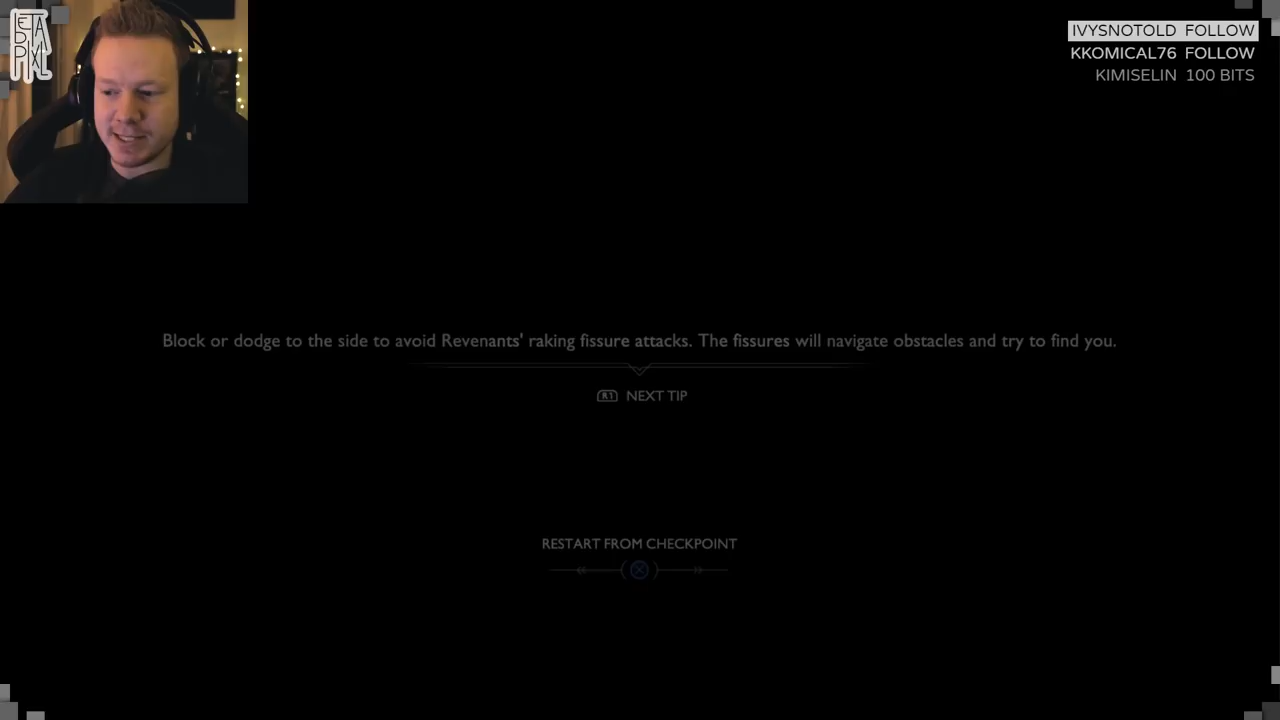 IVYSNOTOLD FOLLOW
KKOMICAL76 FOLLOW
KIMISELIN 100 BITS
Block or dodge to the side to avoid Revenants' raking fissure attacks. The fissures will navigate obstacles and try to find you.
R1 NEXT TIP
RESTART FROM CHECKPOINT